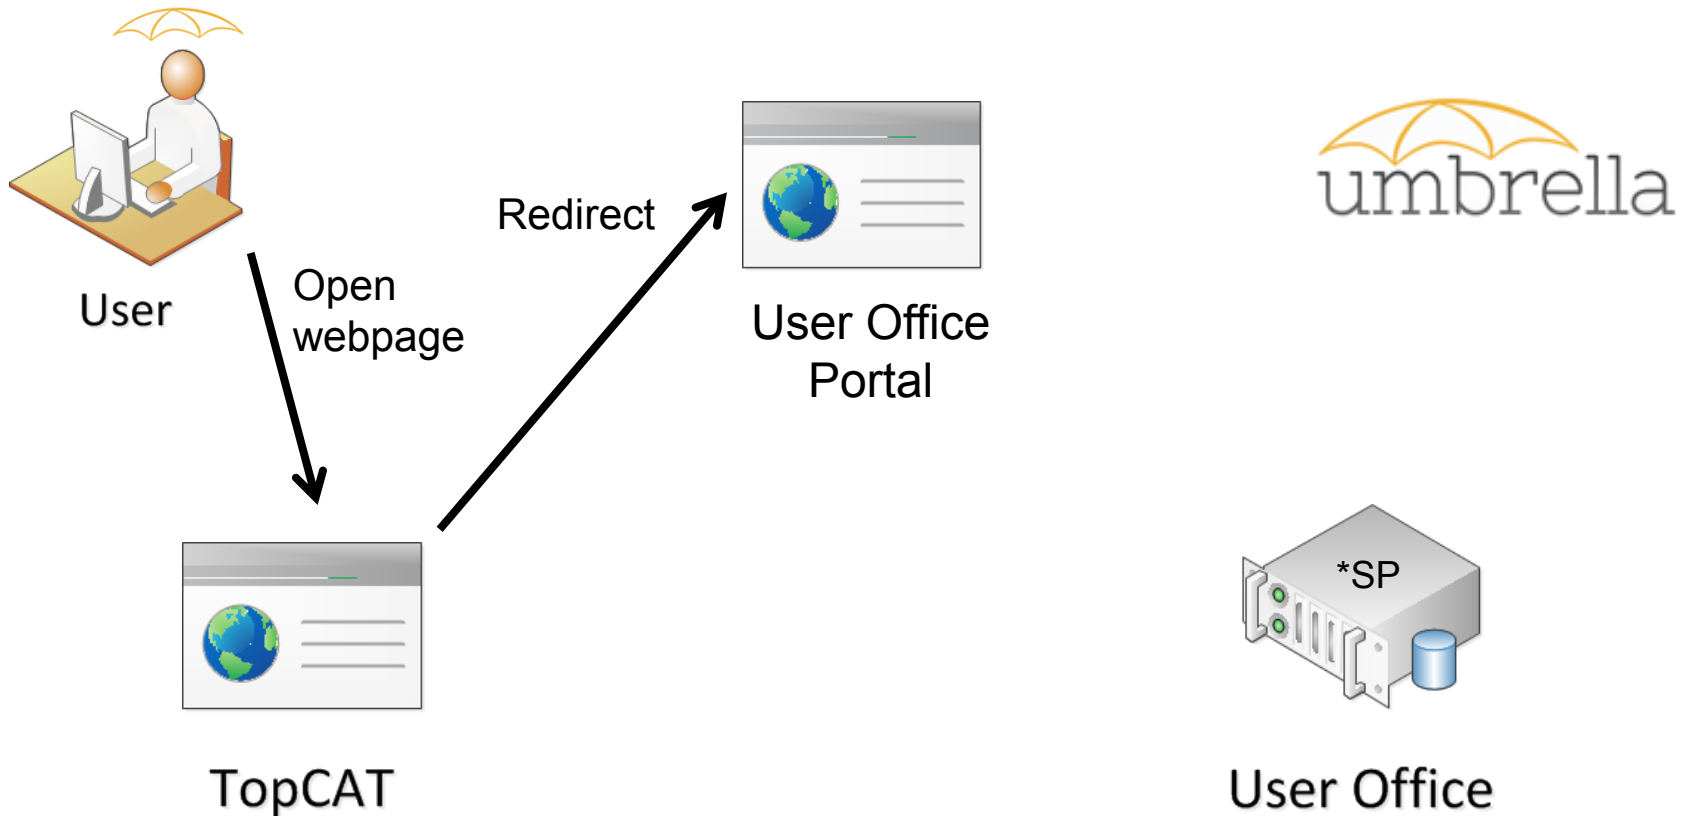 umbrella
Redirect
Open
webpage
User
User Office
Portal
*SP
TopCAT
User Office